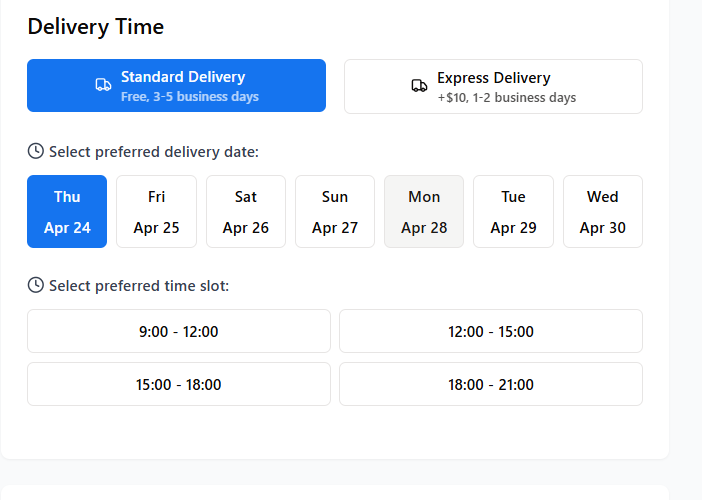 Delivery Time
Standard Delivery
Free, 3-5 business days
Express Delivery
+$10, 1-2 business days
Select preferred delivery date:
Thu
Apr 24
Fri
Apr 25
Sat
Apr 26
Sun
Apr 27
Mon
Apr 28
Tue
Apr 29
Wed
Apr 30
Select preferred time slot:
9:00 - 12:00
12:00 - 15:00
15:00 - 18:00
18:00 - 21:00